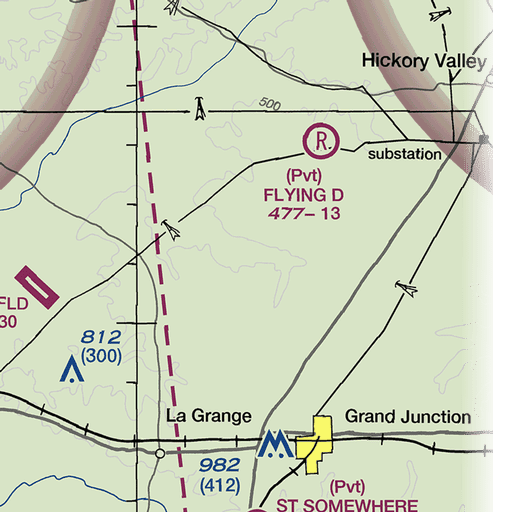 Hickory Valley
500
R
substation
(Pvt)
FLYING D
477 – 13
FLD
30
812
(300)
La Grange
Grand Junction
982
(412)
(Pvt)
ST SOMEWHERE